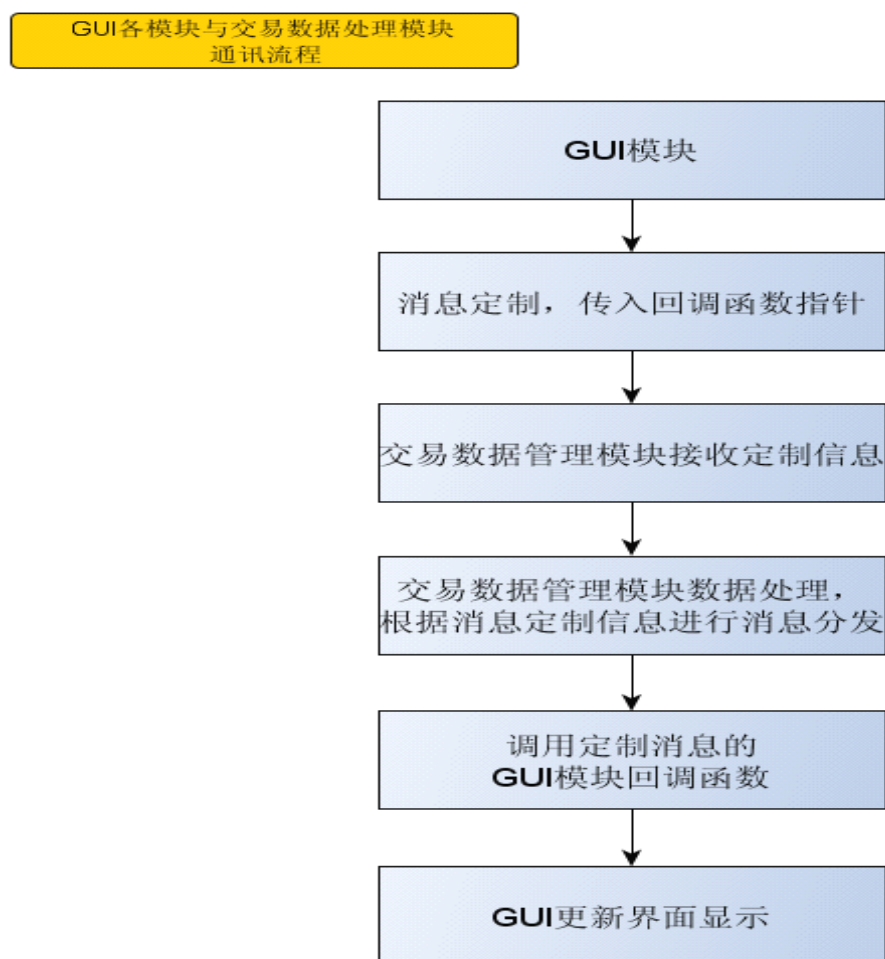 GUI各模块与交易数据处理模块
通讯流程
GUI模块
消息定制，传入回调函数指针
交易数据管理模块接收定制信息
交易数据管理模块数据处理，
根据消息定制信息进行消息分发
调用定制消息的
GUI模块回调函数
GUI更新界面显示